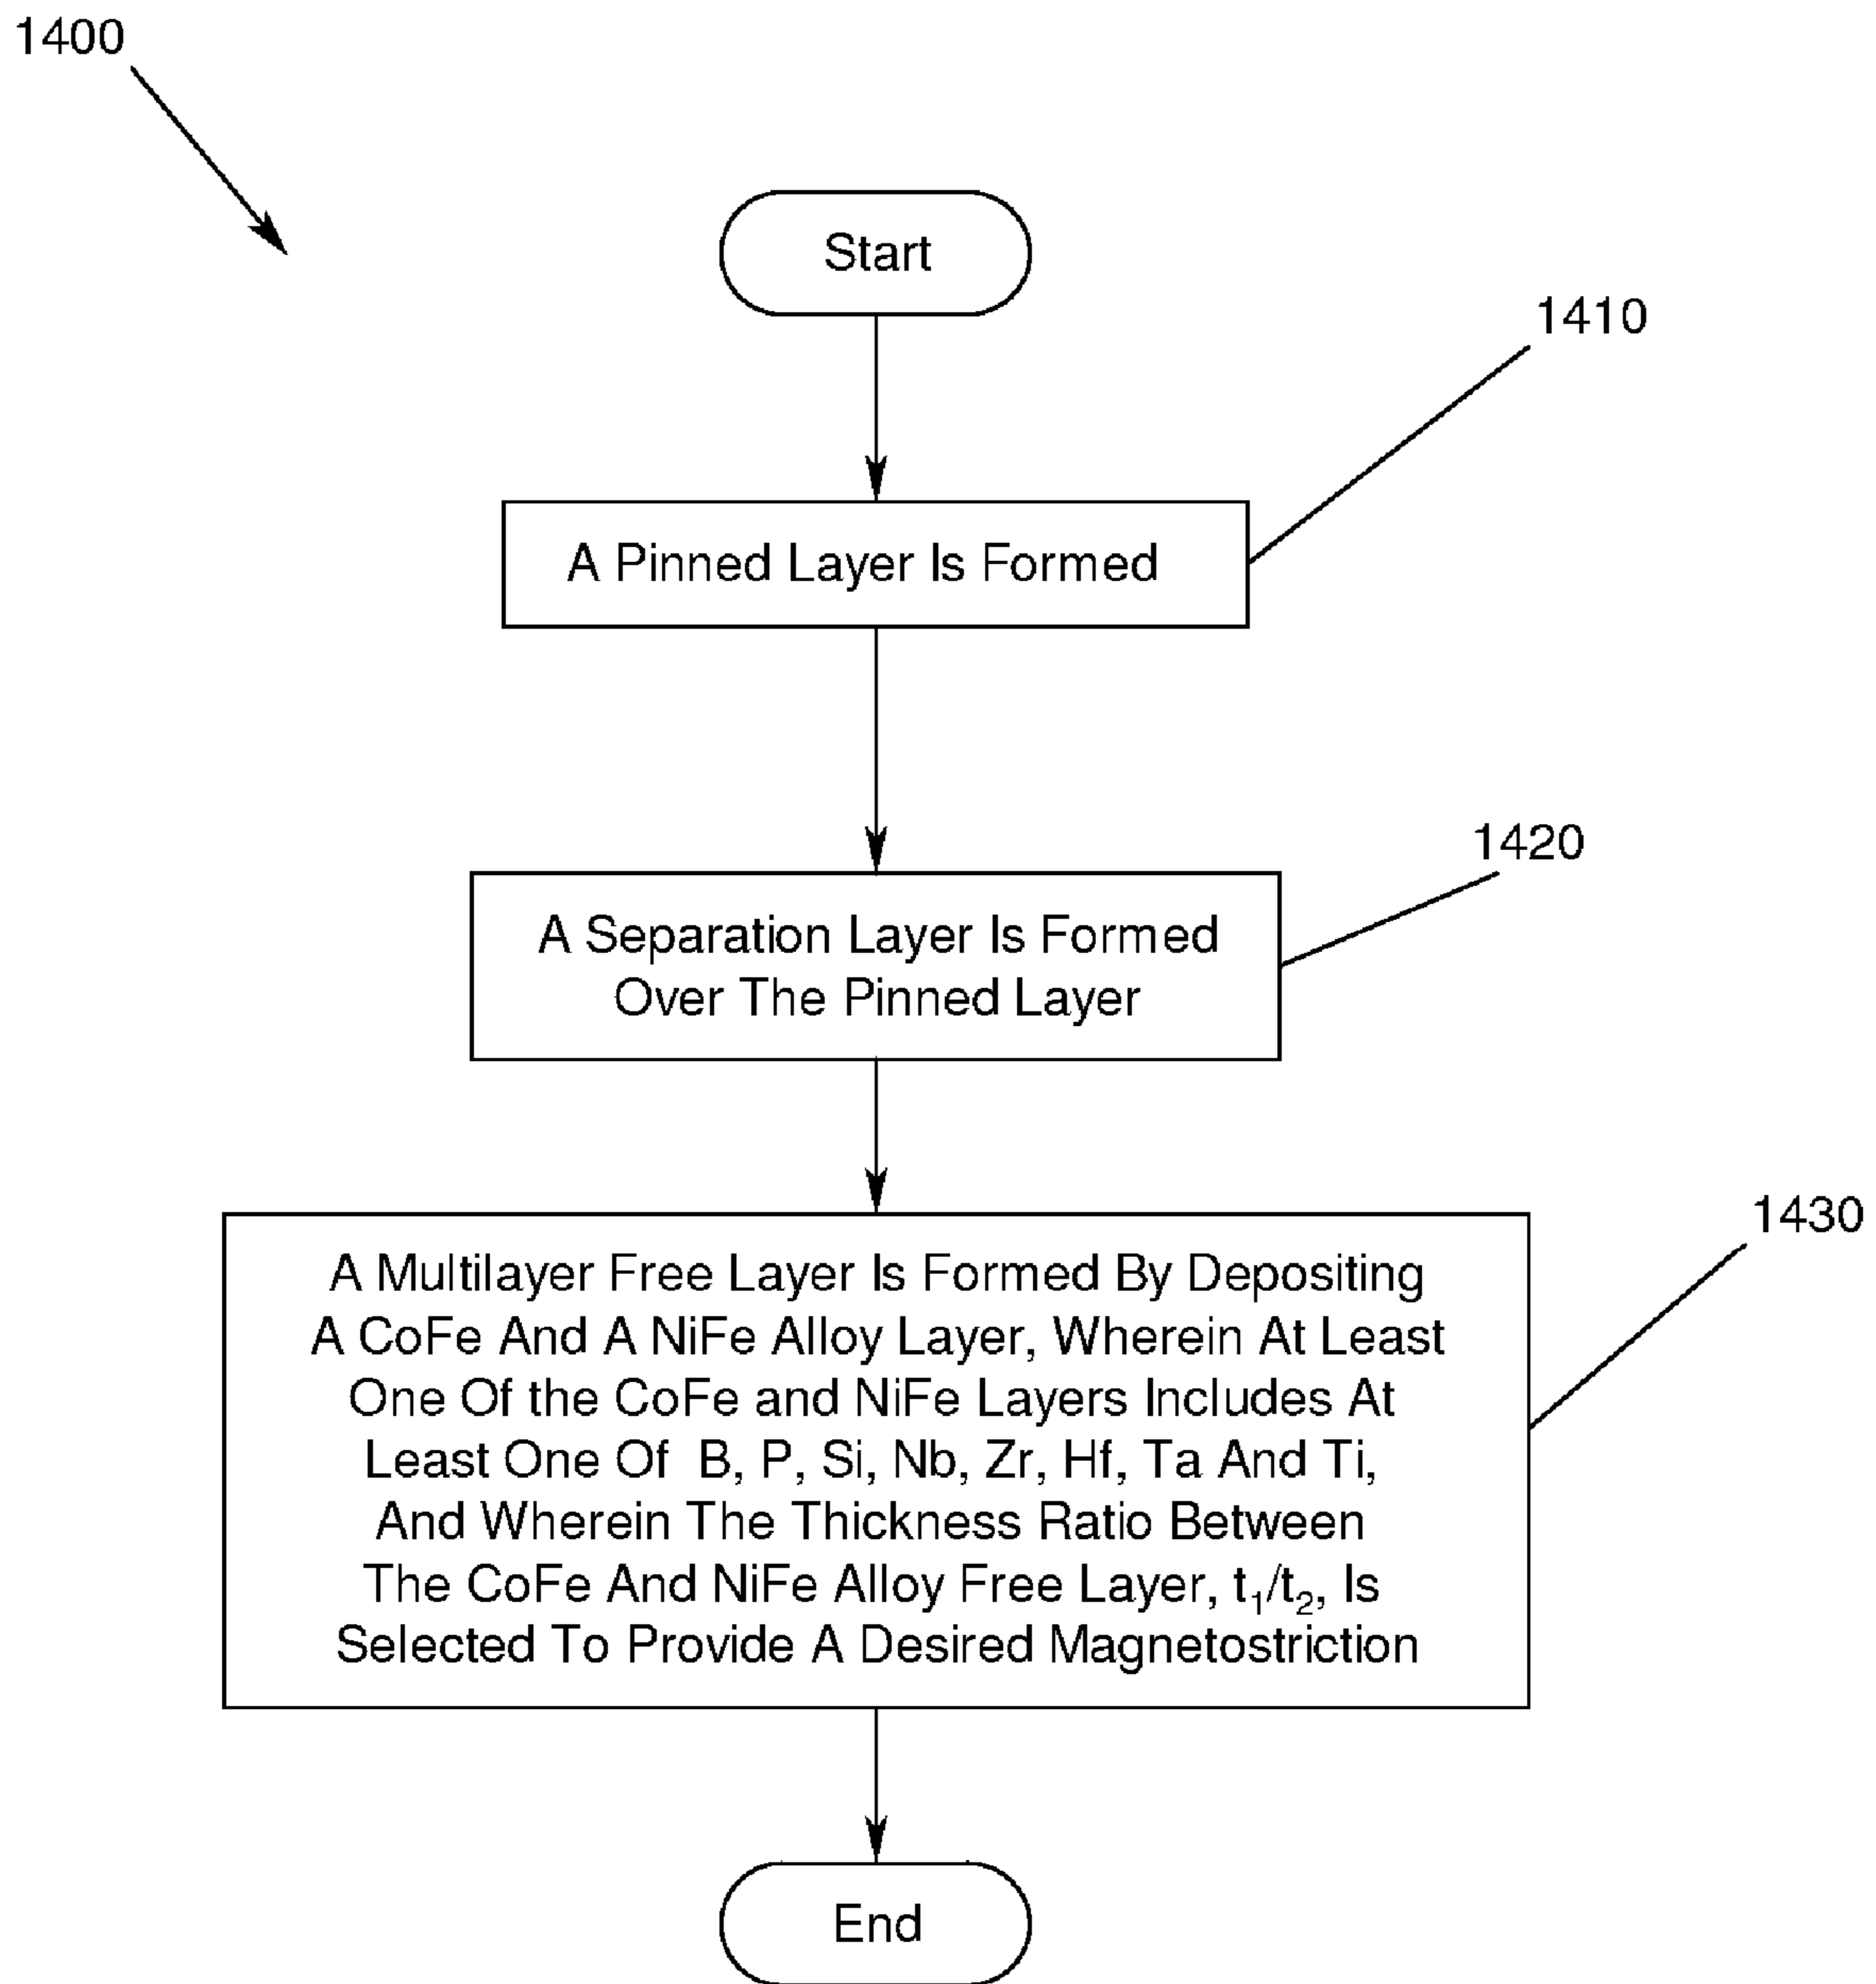 1400
Start
1410
A Pinned Layer Is Formed
1420
A Separation Layer Is Formed
Over The Pinned Layer
1430
A Multilayer Free Layer Is Formed By Depositing
A CoFe And A NiFe Alloy Layer, Wherein At Least
One Of the CoFe and NiFe Layers Includes At
Least One Of B, P, Si, Nb, Zr, Hf, Ta And Ti,
And Wherein The Thickness Ratio Between
The CoFe And NiFe Alloy Free Layer, t₁/t₂, Is
Selected To Provide A Desired Magnetostriction
End